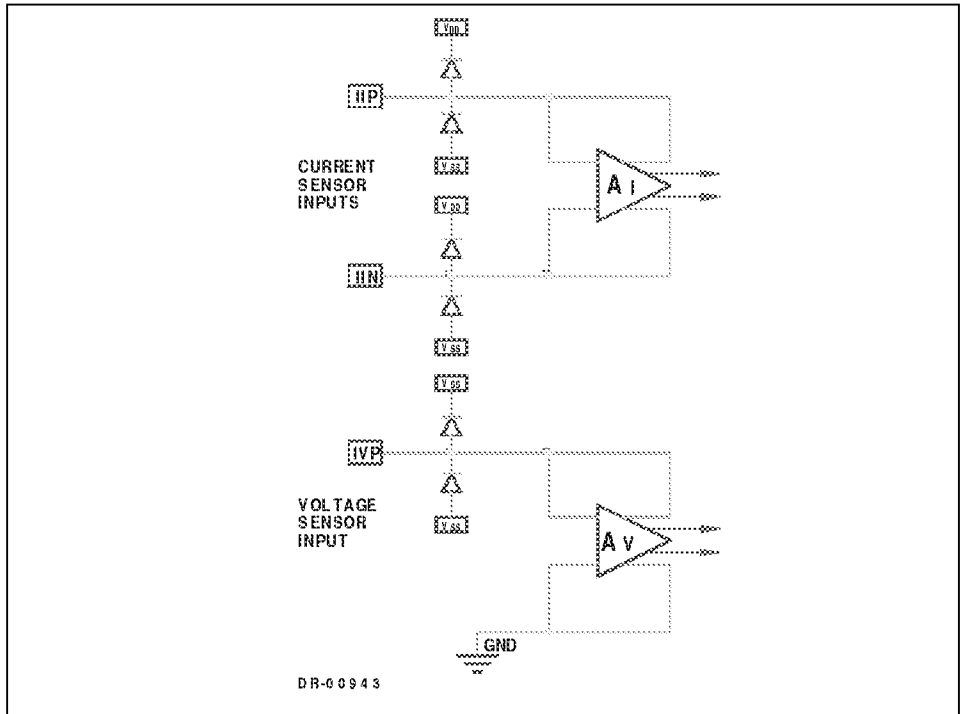 VDD
IIP
VSS
CURRENT
SENSOR
INPUTS
VDD
A I
IIN
VSS
VSS
IVP
VOLTAGE
SENSOR
INPUT
VSS
A V
GND
DR-00943